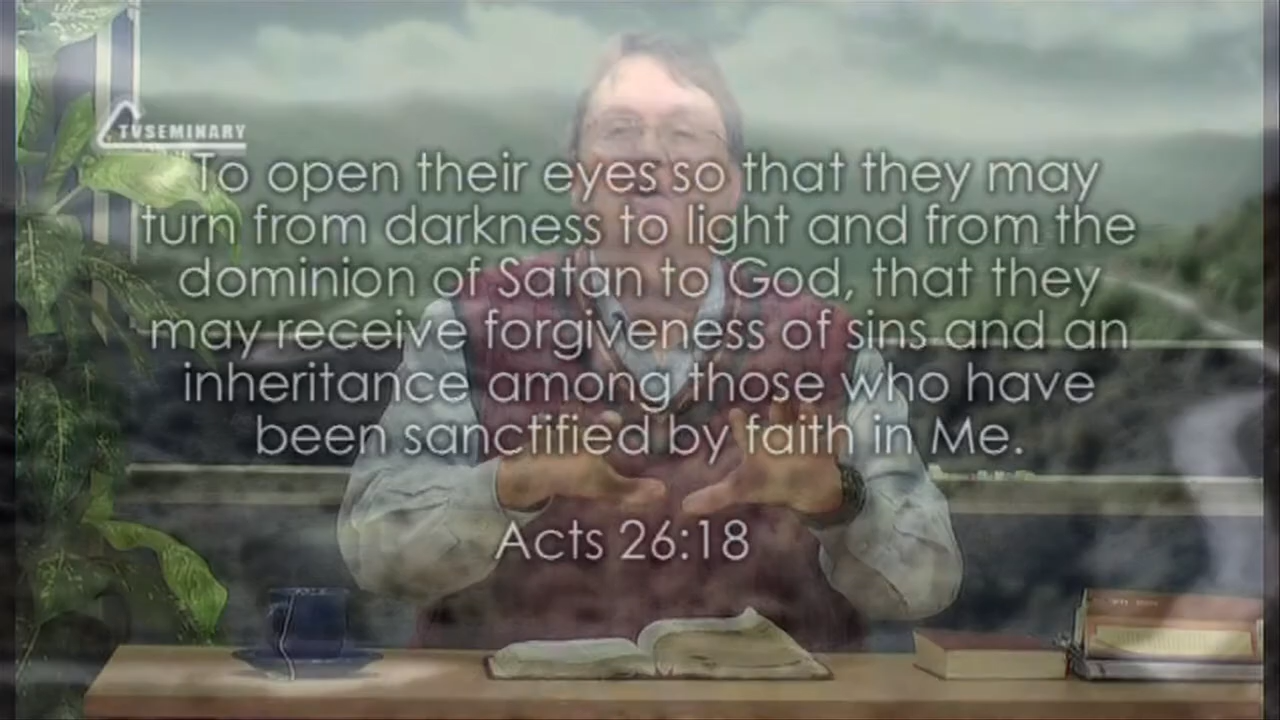 TVSEMINARY
To open their eyes so that they may
turn from darkness to light and from the
dominion of Satan to God, that they
may receive forgiveness of sins and an
inheritance among those who have
been sanctified by faith in Me.
Acts 26:18